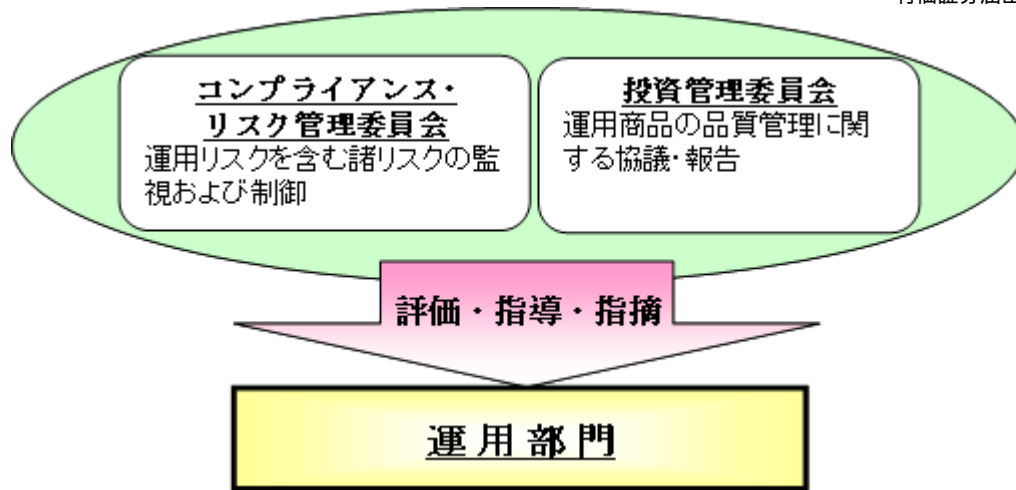 コンプライアンス・
リスク管理委員会
運用リスクを含む諸リスクの監
視および制御
投資管理委員会
運用商品の品質管理に関
する協議・報告
評価・指導・指摘
運用部門